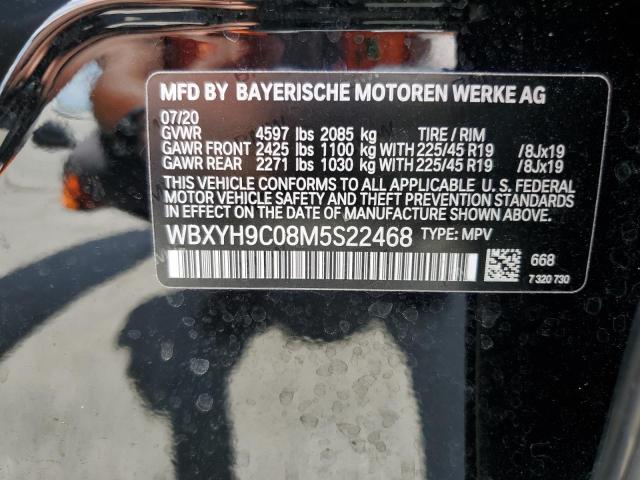 MFD BY BAYERISCHE MOTOREN WERKE AG
07/20
GVWR 4597 lbs 2085 kg TIRE / RIM
GAWR FRONT 2425 lbs 1100 kg WITH 225/45 R19 /8Jx19
GAWR REAR 2271 lbs 1030 kg WITH 225/45 R19 /8Jx19
THIS VEHICLE CONFORMS TO ALL APPLICABLE U.S. FEDERAL
MOTOR VEHICLE SAFETY, BUMPER, AND THEFT PREVENTION
STANDARDS IN EFFECT ON THE DATE OF MANUFACTURE SHOWN ABOVE.
WBXYH9C08M5S22468 TYPE: MPV
668
7 320 730